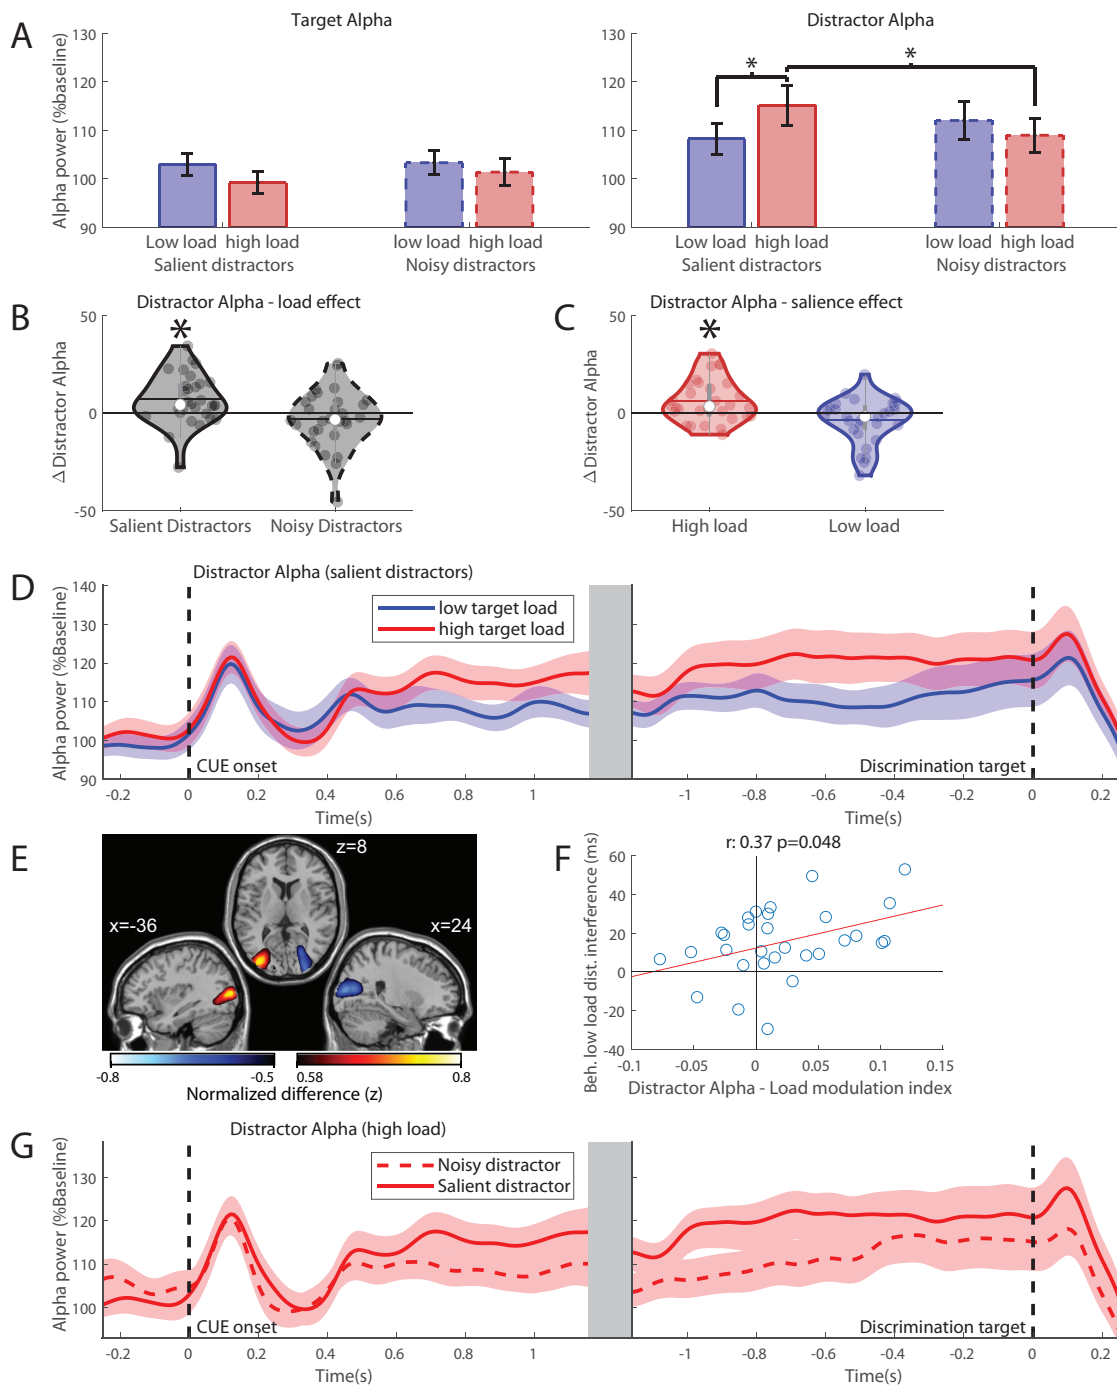 A
Target Alpha
Alpha power (%baseline)
130
120
110
100
90
Low load high load low load high load
Salient distractors Noisy distractors
Distractor Alpha
130
120
110
100
90
* *
Low load high load low load high load
Salient distractors Noisy distractors
B
Distractor Alpha - load effect
Δ Distractor Alpha
50
0
-50
*
Salient Distractors Noisy Distractors
C
Distractor Alpha - salience effect
Δ Distractor Alpha
50
0
-50
*
High load Low load
D
Distractor Alpha (salient distractors)
Alpha power (%Baseline)
140
130
120
110
100
90
low target load
high target load
CUE onset
Discrimination target
-0.2 0 0.2 0.4 0.6 0.8 1 -1 -0.8 -0.6 -0.4 -0.2 0 0.2
Time(s) Time(s)
E
z=8
x=-36 x=24
-0.8 -0.5 0.58 0.8
Normalized difference (z)
F
r: 0.37 p=0.048
Beh. low load dist. interference (ms)
60
40
20
0
-20
-40
-0.1 -0.05 0 0.05 0.1 0.15
Distractor Alpha - Load modulation index
G
Distractor Alpha (high load)
Alpha power (%Baseline)
130
120
110
100
Noisy distractor
Salient distractor
CUE onset
Discrimination target
-0.2 0 0.2 0.4 0.6 0.8 1 -1 -0.8 -0.6 -0.4 -0.2 0 0.2
Time(s) Time(s)